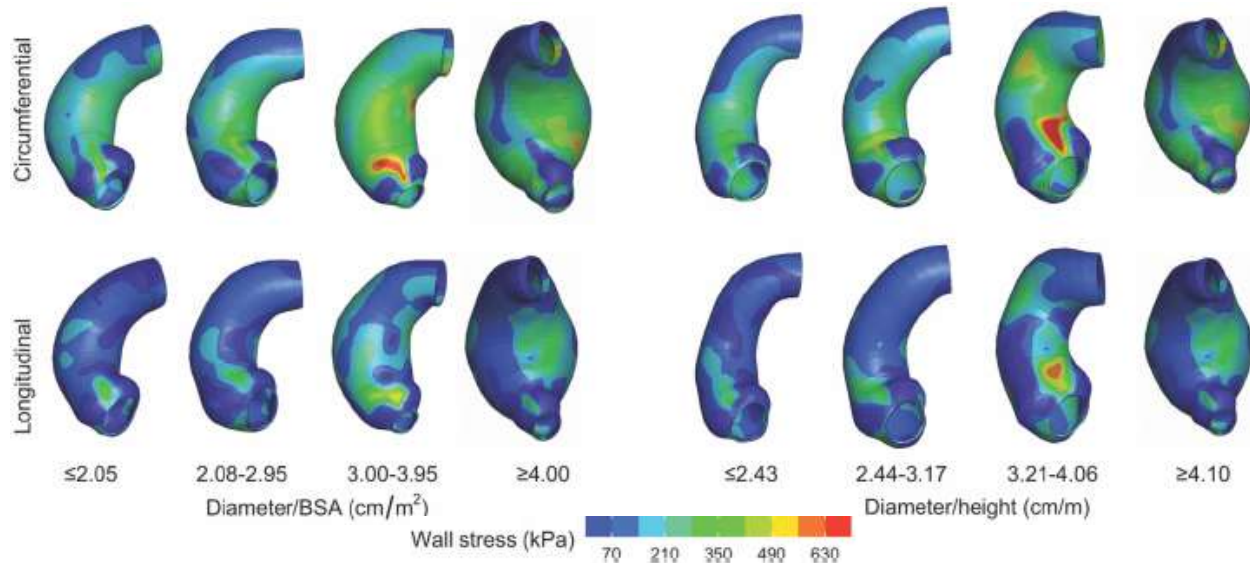 Circumferential
Longitudinal
≤2.05 2.08-2.95 3.00-3.95 ≥4.00 ≤2.43 2.44-3.17 3.21-4.06 ≥4.10
Diameter/BSA (cm/m²) Diameter/height (cm/m)
Wall stress (kPa)
70 210 350 490 630